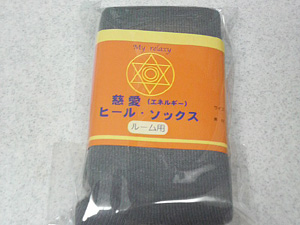 My relaxy
慈愛(エネルギー)
ヒール・ソックス
ルーム用